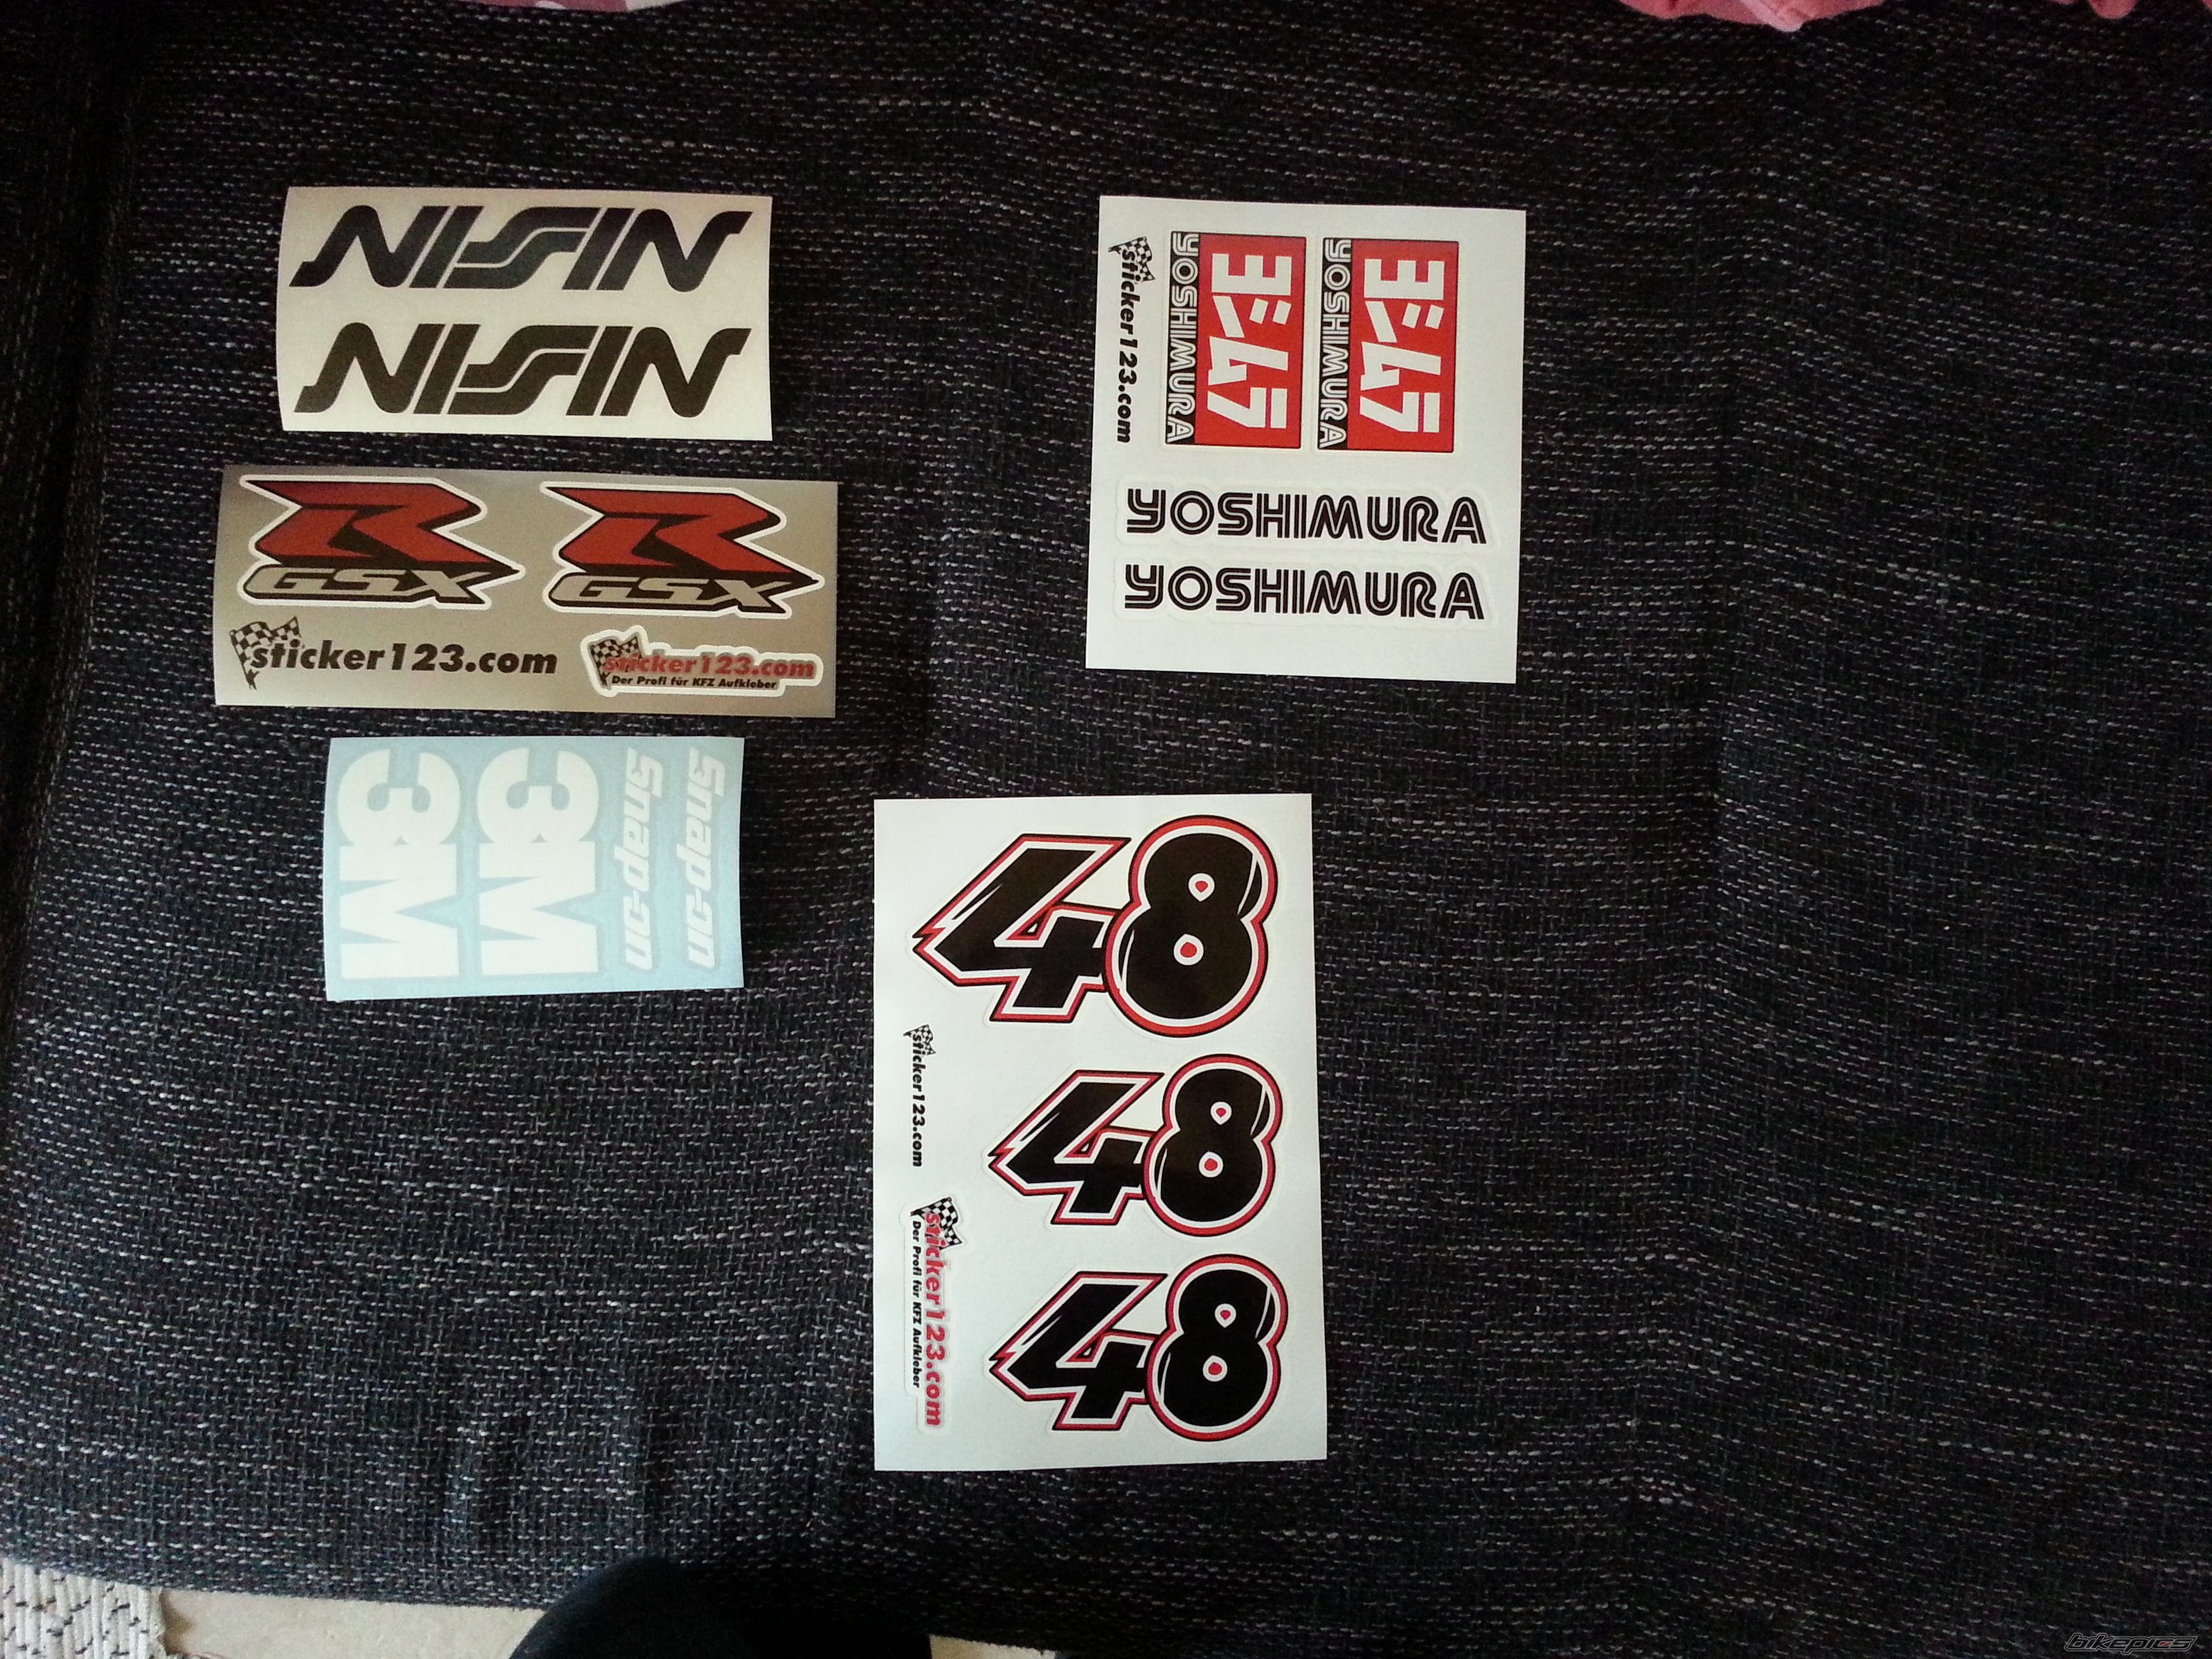 NISSIN
NISSIN
R
GSX
R
GSX
sticker123.com
sticker123.com
Der Profi für KFZ Aufkleber
3M
3M
snap-on
snap-on
ヨシムラ
YOSHIMURA
ヨシムラ
YOSHIMURA
sticker123.com
YOSHIMURA
YOSHIMURA
48
48
48
sticker123.com
sticker123.com
Der Profi für KFZ Aufkleber
bikepics